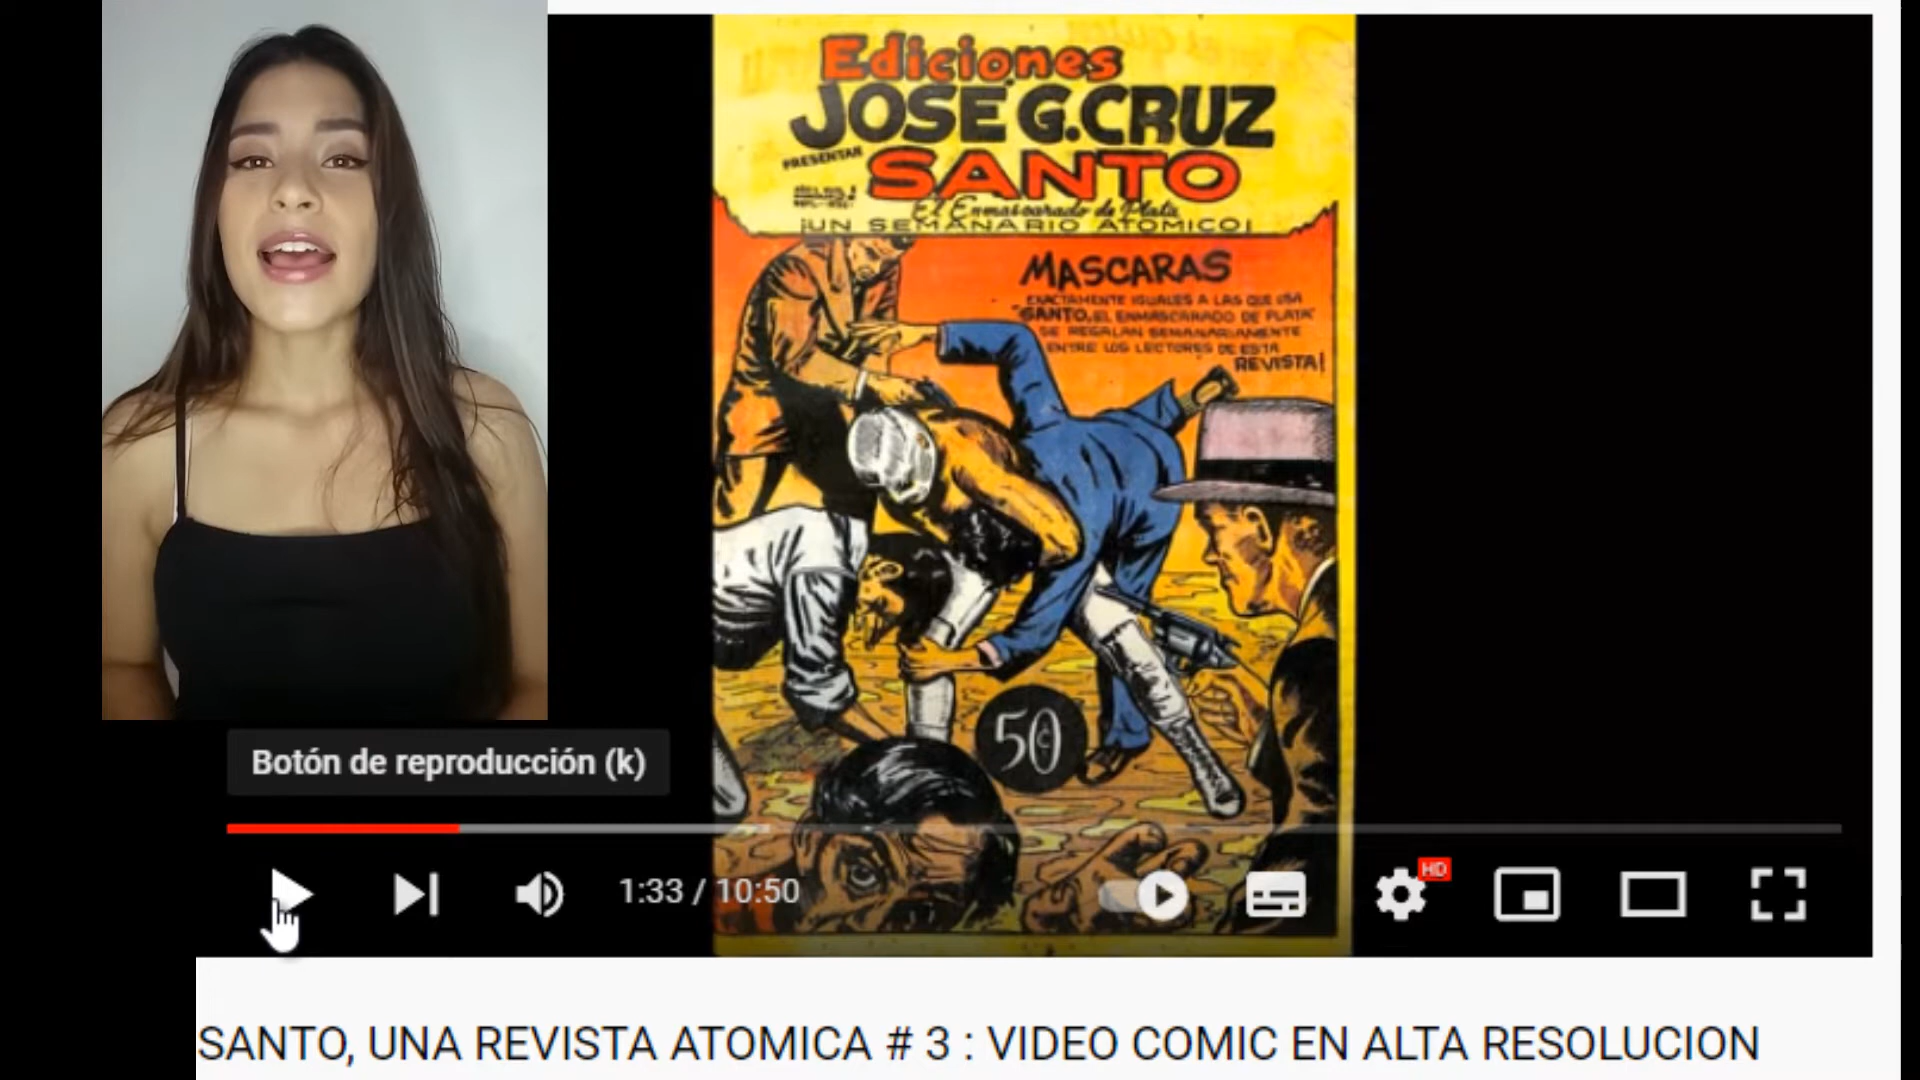 Ediciones
JOSE G. CRUZ
PRESENTAN
SANTO
El Enmascarado de Plata
¡UN SEMANARIO ATOMICO!
MASCARAS
EXACTAMENTE IGUALES A LAS QUE USA
"SANTO, EL ENMASCARADO DE PLATA"
SE REGALAN SEMANARIAMENTE
ENTRE LOS LECTORES DE ESTA
REVISTA!
50¢
Botón de reproducción (k)
1:33 / 10:50
HD
SANTO, UNA REVISTA ATOMICA # 3 : VIDEO COMIC EN ALTA RESOLUCION